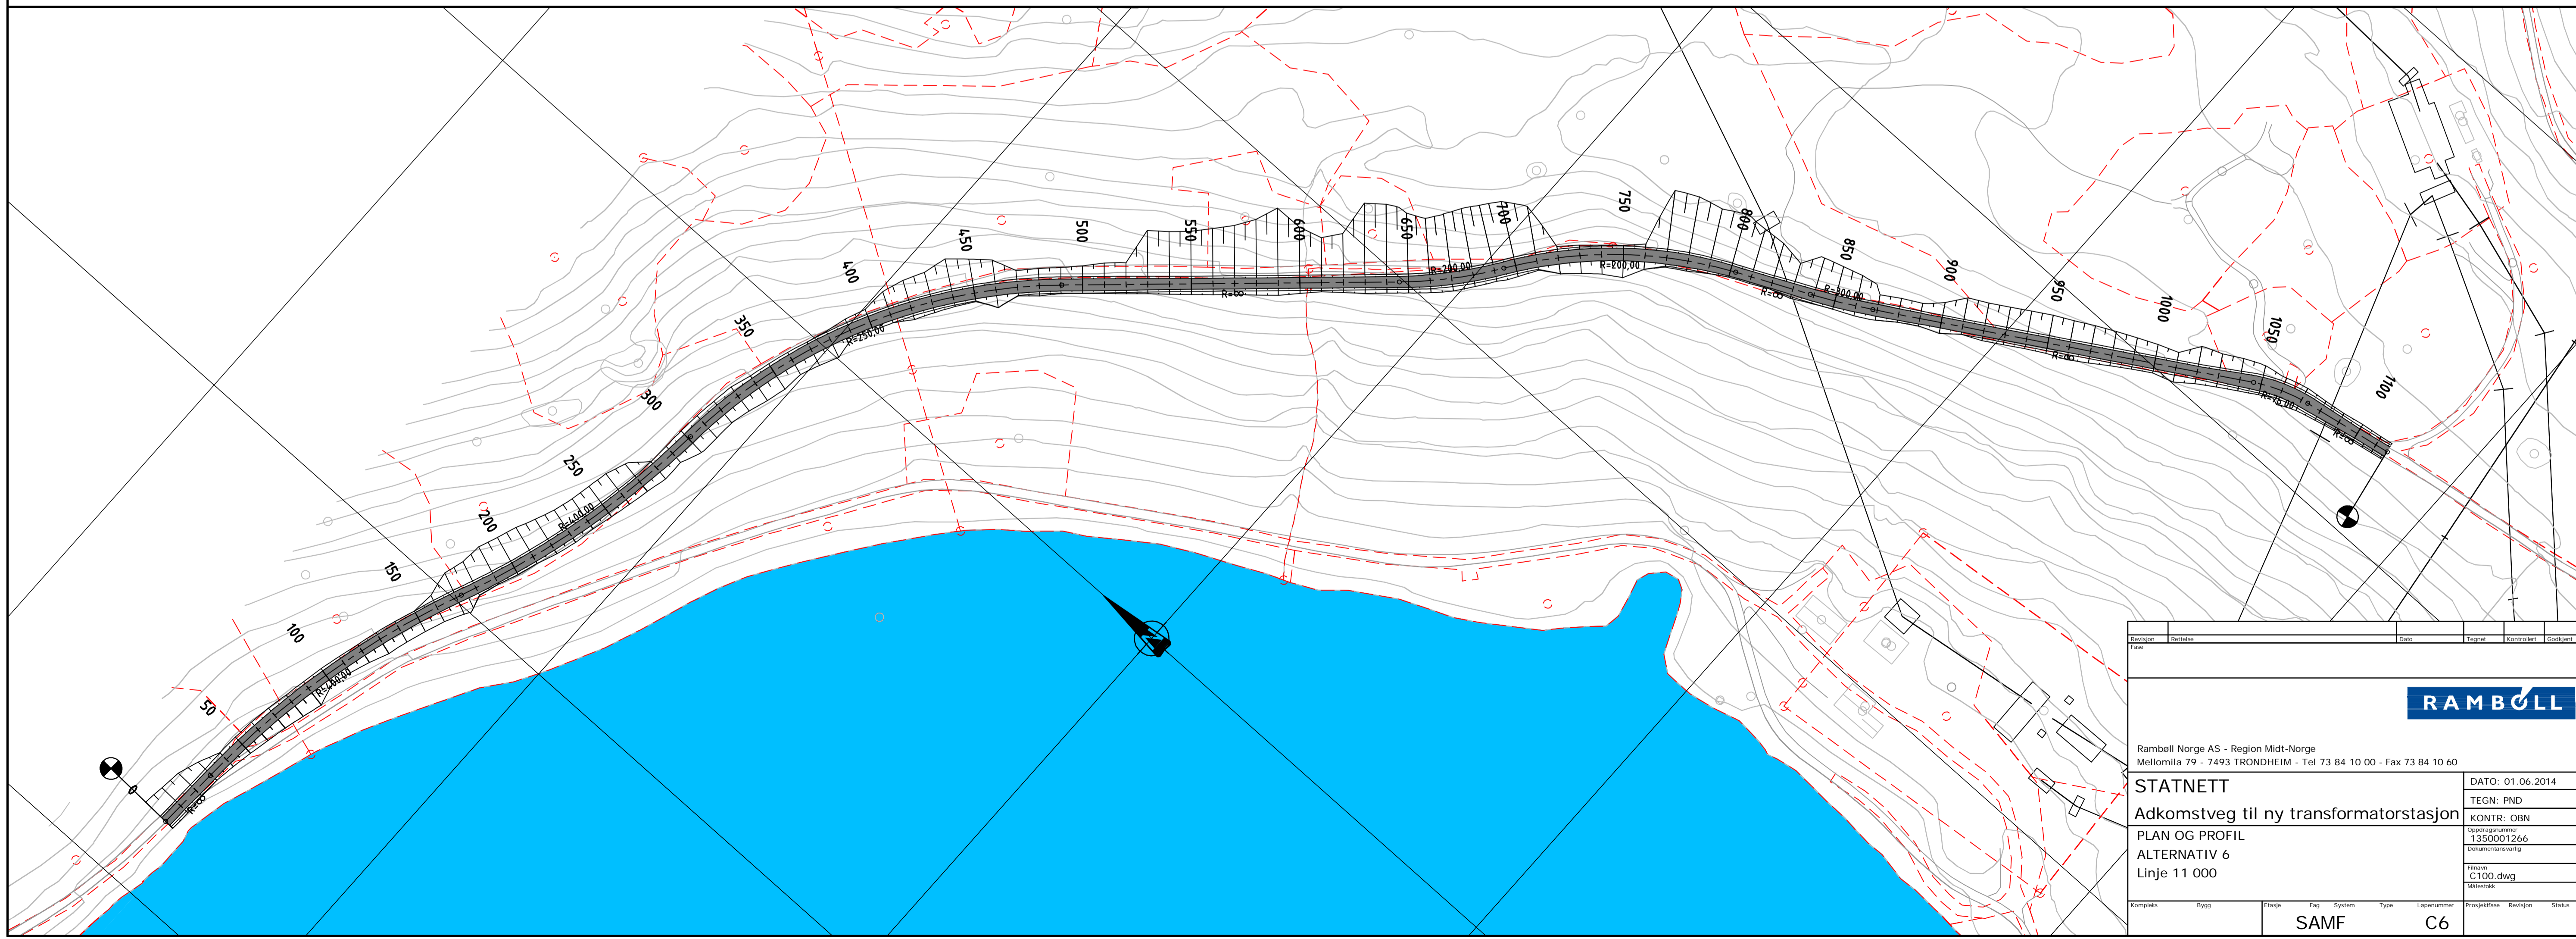 0
50
100
150
200
250
300
350
400
450
500
550
600
650
700
750
800
850
900
950
1000
1050
1100
R=∞
R=400,00
R=400,00
R=250,00
R=∞
R=200,00
R=200,00
R=∞
R=300,00
R=∞
R=75,00
R=∞
Revisjon Rettelse Dato Tegnet Kontrollert Godkjent
Fase
RAMBOLL
Rambøll Norge AS - Region Midt-Norge
Mellomila 79 - 7493 TRONDHEIM - Tel 73 84 10 00 - Fax 73 84 10 60
STATNETT
Adkomstveg til ny transformatorstasjon
PLAN OG PROFIL
ALTERNATIV 6
Linje 11 000
DATO: 01.06.2014
TEGN: PND
KONTR: OBN
Oppdragsnummer
1350001266
Dokumentansvarlig
Filnavn
C100.dwg
Målestokk
Kompleks Bygg Etasje Fag System Type Løpenummer Prosjektfase Revisjon Status
SAMF C6